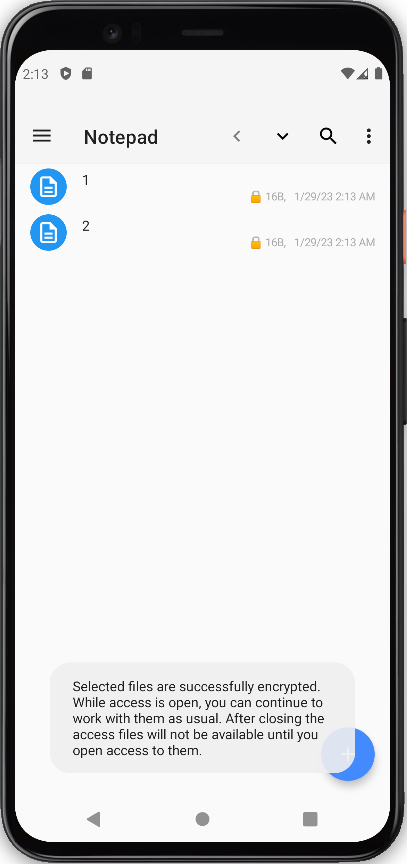 2:13
Notepad
1
16B, 1/29/23 2:13 AM
2
16B, 1/29/23 2:13 AM
Selected files are successfully encrypted.
While access is open, you can continue to
work with them as usual. After closing the
access files will not be available until you
open access to them.